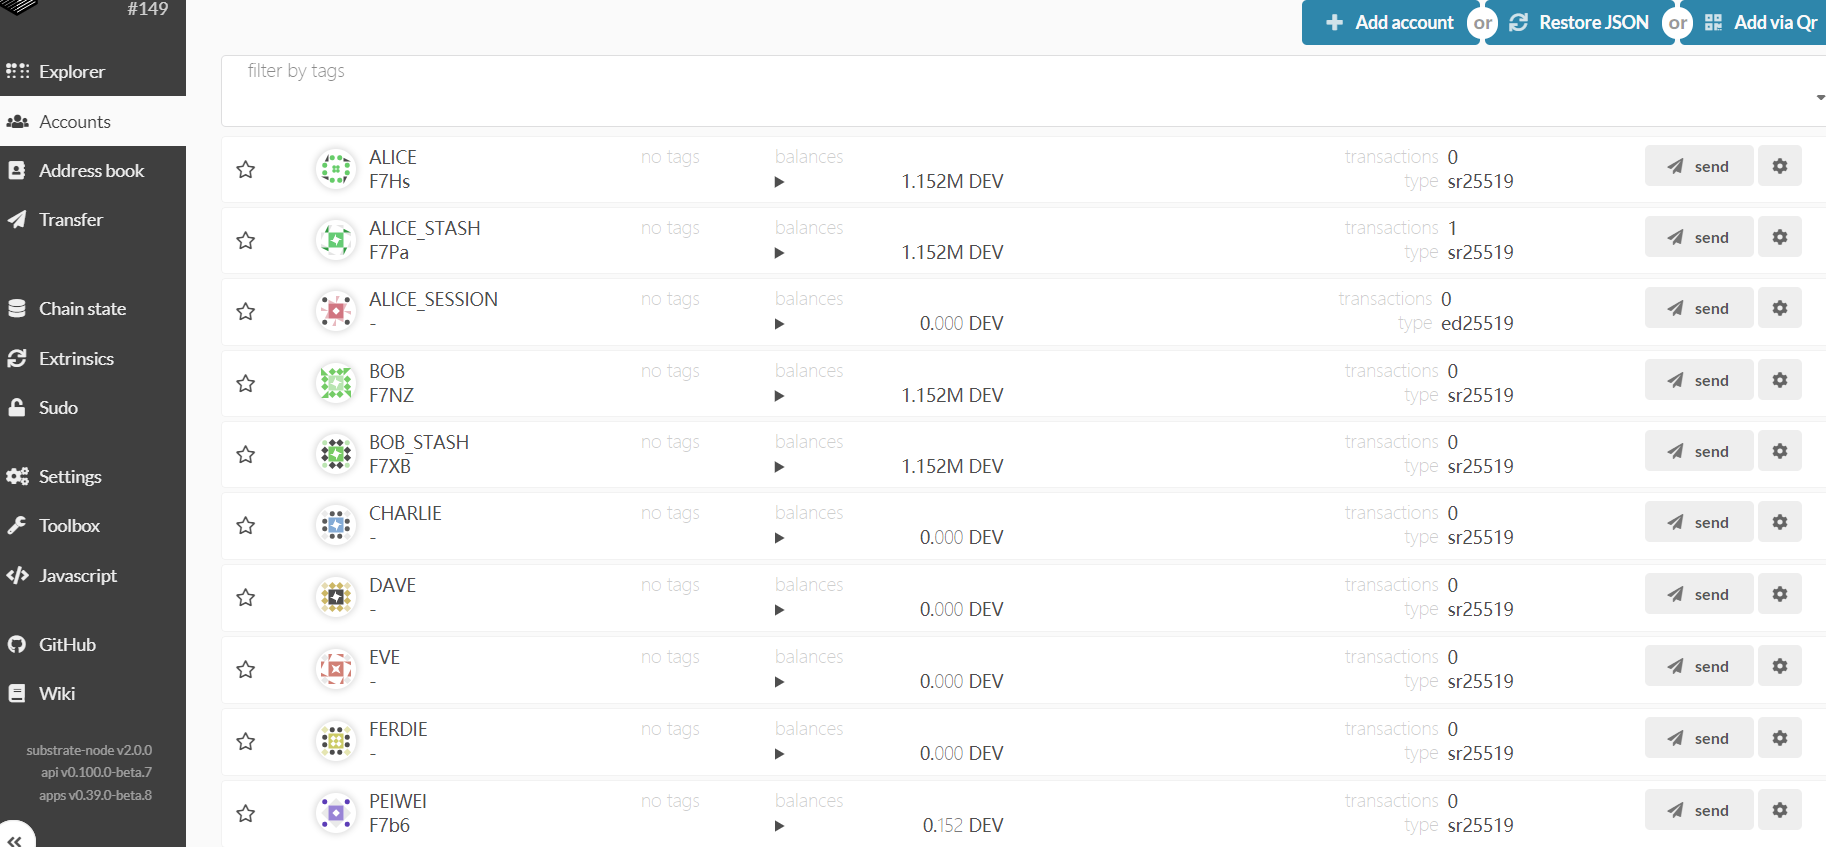 #149
Explorer
Accounts
Address book
Transfer
Chain state
Extrinsics
Sudo
Settings
Toolbox
Javascript
GitHub
Wiki
substrate-node v2.0.0
api v0.100.0-beta.7
apps v0.39.0-beta.8
Add account or Restore JSON or Add via Qr
filter by tags
ALICE no tags balances transactions 0 send
F7Hs 1.152M DEV type sr25519
ALICE_STASH no tags balances transactions 1 send
F7Pa 1.152M DEV type sr25519
ALICE_SESSION no tags balances transactions 0 send
- 0.000 DEV type ed25519
BOB no tags balances transactions 0 send
F7NZ 1.152M DEV type sr25519
BOB_STASH no tags balances transactions 0 send
F7XB 1.152M DEV type sr25519
CHARLIE no tags balances transactions 0 send
- 0.000 DEV type sr25519
DAVE no tags balances transactions 0 send
- 0.000 DEV type sr25519
EVE no tags balances transactions 0 send
- 0.000 DEV type sr25519
FERDIE no tags balances transactions 0 send
- 0.000 DEV type sr25519
PEIWEI no tags balances transactions 0 send
F7b6 0.152 DEV type sr25519